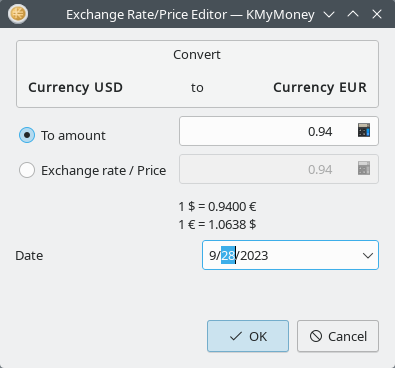 Exchange Rate/Price Editor — KMyMoney
Convert
Currency USD to Currency EUR
To amount 0.94
Exchange rate / Price 0.94
1 $ = 0.9400 €
1 € = 1.0638 $
Date 9/28/2023
OK Cancel